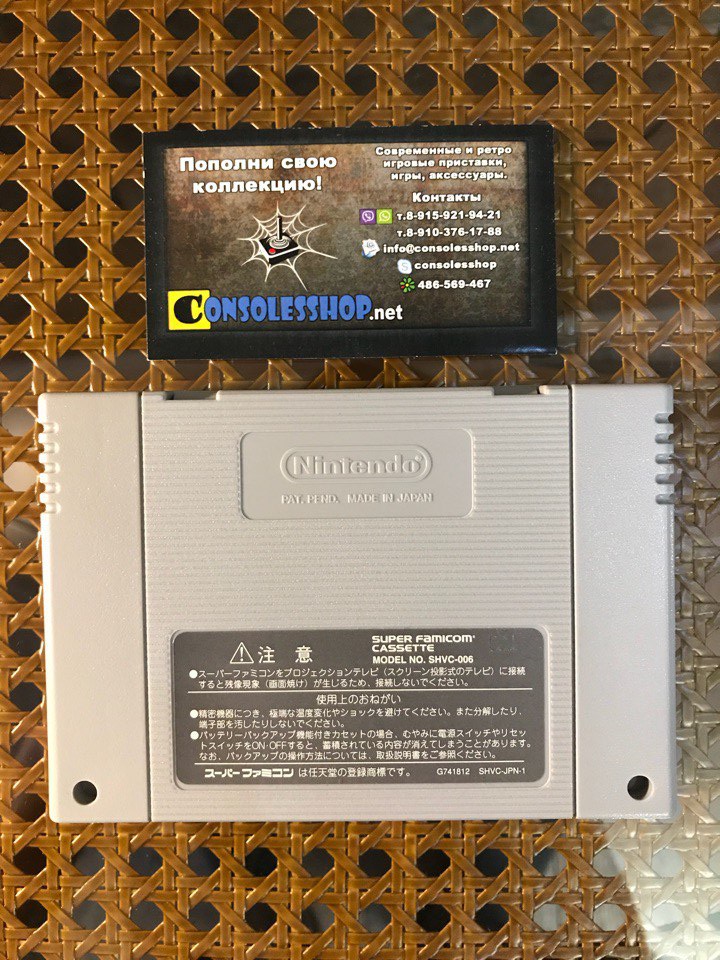 Пополни свою
коллекцию!
Современные и ретро
игровые приставки,
игры, аксессуары.
Контакты
т.8-915-921-94-21
т.8-910-376-17-88
info@consolesshop.net
consolesshop
486-569-467
CONSOLESSHOP.net
Nintendo
PAT. PEND. MADE IN JAPAN
⚠注 意
SUPER FAMICOM
CASSETTE
MODEL NO. SHVC-006
●スーパーファミコンをプロジェクションテレビ(スクリーン投影式のテレビ)に接続
すると残像現象(画面焼け)が生じるため、接続しないでください。
使用上のおねがい
●精密機器につき、極端な温度変化やショックを避けてください。また分解したり、
端子部を汚したりしないでください。
●バッテリーバックアップ機能付きカセットの場合、むやみに電源スイッチやリセッ
トスイッチをON・OFFすると、蓄積されている内容が消えてしまうことがあります。
なお、バックアップの操作方法については、取扱説明書をご参照ください。
スーパーファミコン は任天堂の登録商標です。
G741812 SHVC-JPN-1